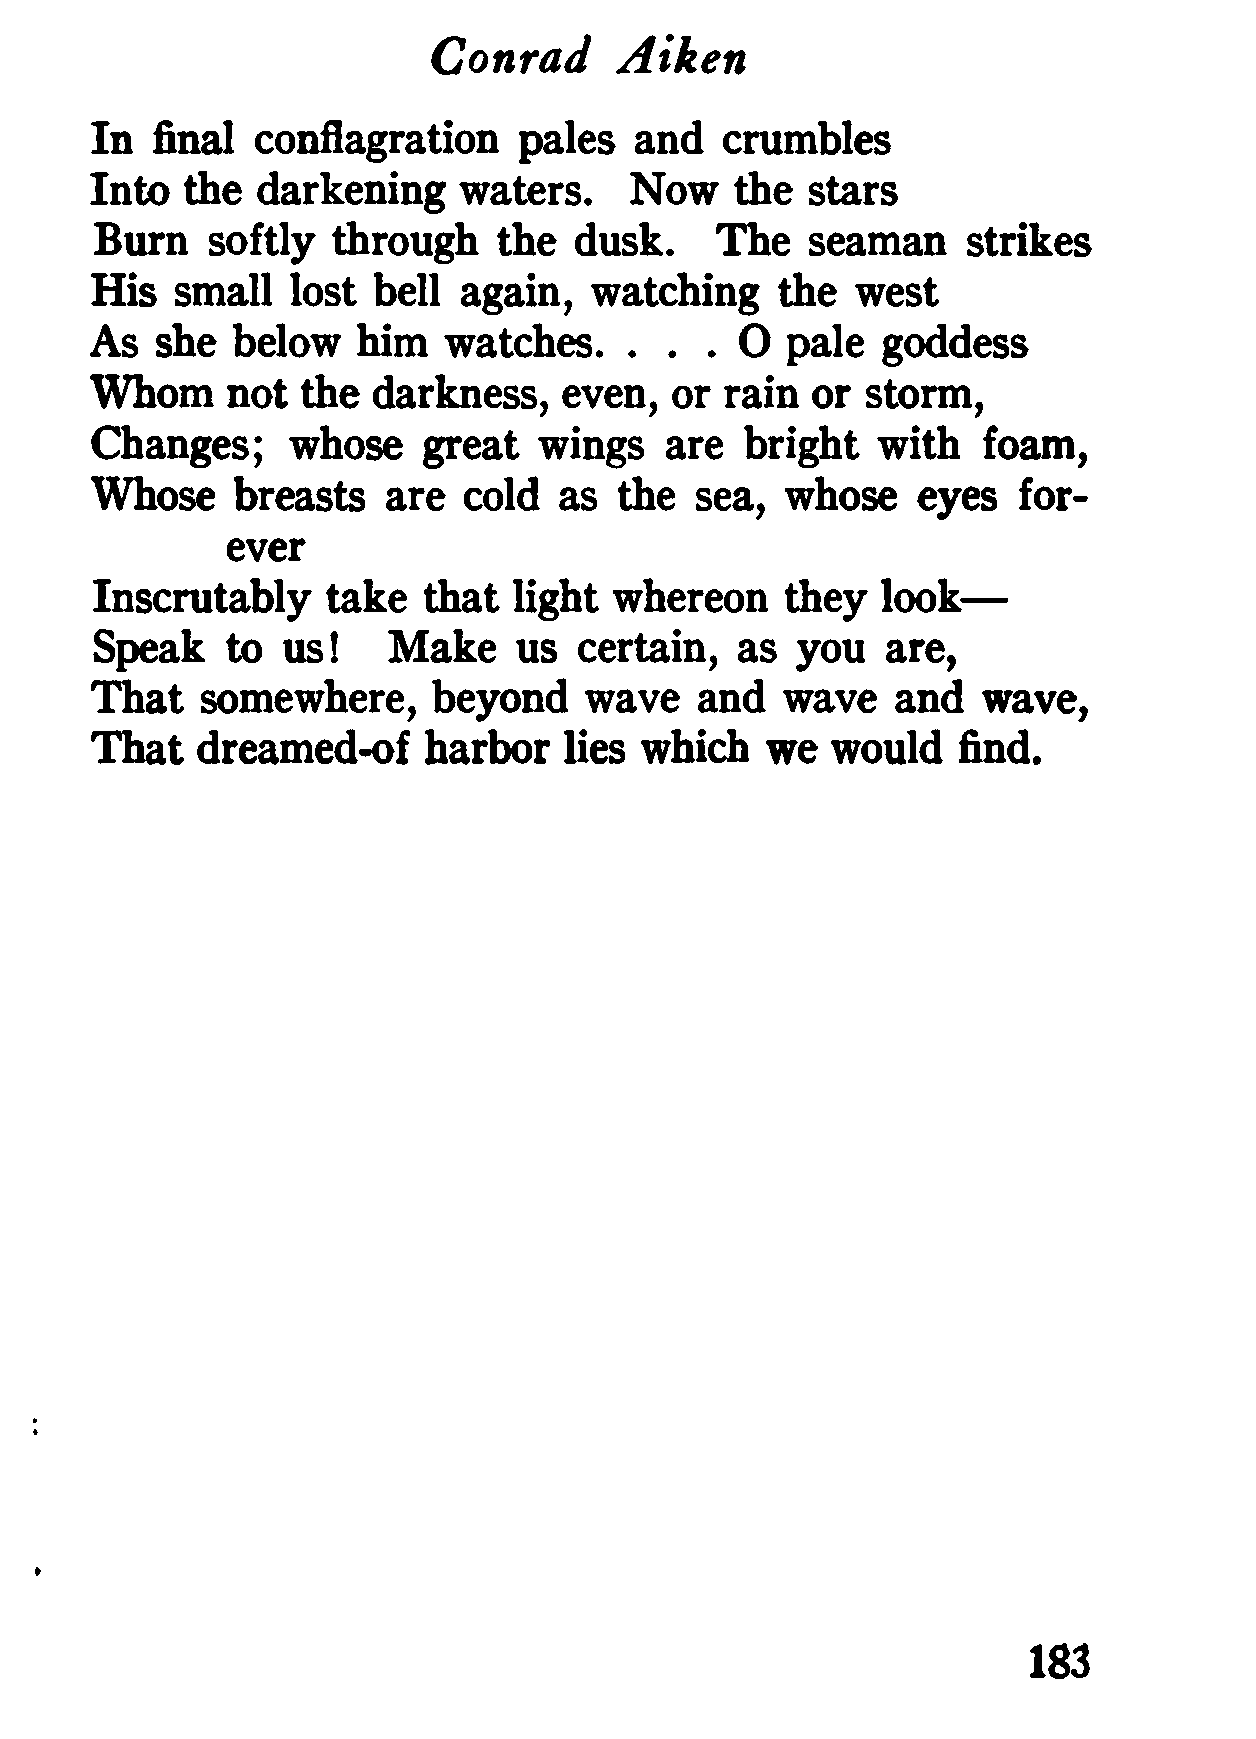 Conrad Aiken
In final conflagration pales and crumbles
Into the darkening waters. Now the stars
Burn softly through the dusk. The seaman strikes
His small lost bell again, watching the west
As she below him watches. . . . O pale goddess
Whom not the darkness, even, or rain or storm,
Changes; whose great wings are bright with foam,
Whose breasts are cold as the sea, whose eyes for-
ever
Inscrutably take that light whereon they look—
Speak to us! Make us certain, as you are,
That somewhere, beyond wave and wave and wave,
That dreamed-of harbor lies which we would find.
183